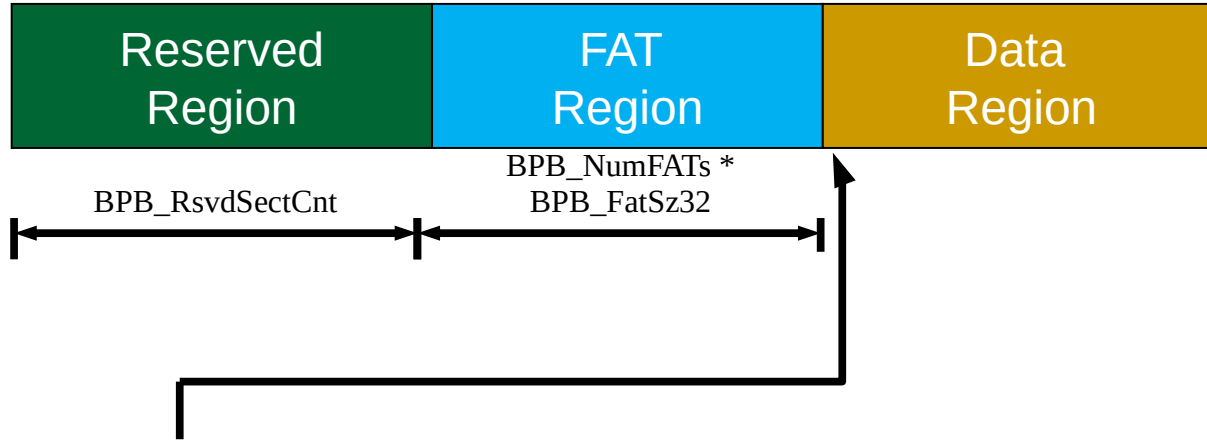 Reserved
Region
FAT
Region
Data
Region
BPB_RsvdSectCnt
BPB_NumFATs *
BPB_FatSz32